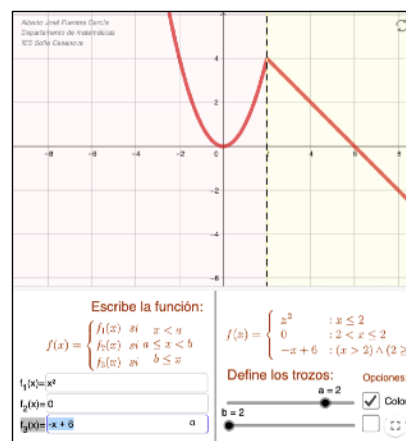 Alberto José Fuentes García
Departamento de matemáticas
IES Sofía Casanova
4
2
-8 -6 -4 -2 0 2 4 6 8
-2
-4
-6
Escribe la función:
f(x) = { f₁(x) si x < a
f₂(x) si a ≤ x < b
f₃(x) si b ≤ x
f₁(x)= x²
f₂(x)= 0
f₃(x)= -x + 6 α
f(x) = { x² : x ≤ 2
0 : 2 < x ≤ 2
-x + 6 : (x > 2) ∧ (2 ≥
Define los trozos:
Opciones
a = 2
Color
b = 2